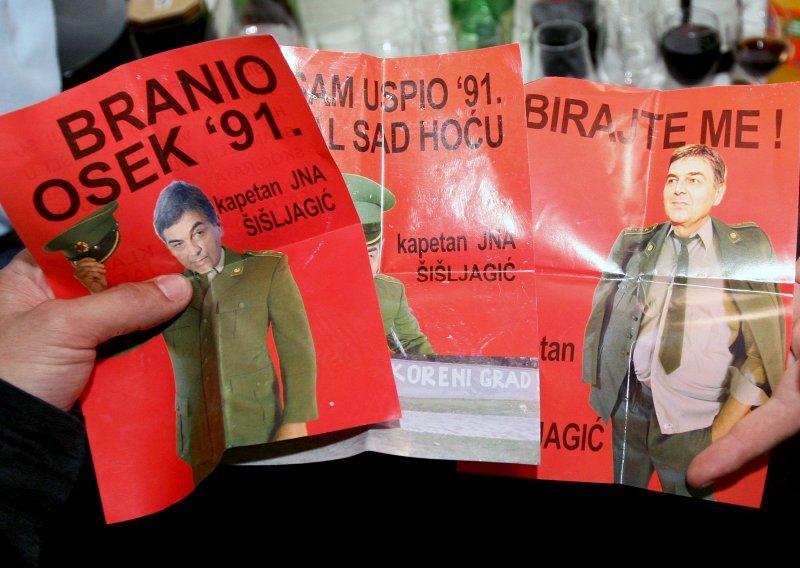 BRANIO
OSEK '91.
kapetan JNA
ŠIŠLJAGIĆ
SAM USPIO '91.
L SAD HOĆU
kapetan JNA
ŠIŠLJAGIĆ
KORENI GRAD
BIRAJTE ME !
etan
JAGIĆ